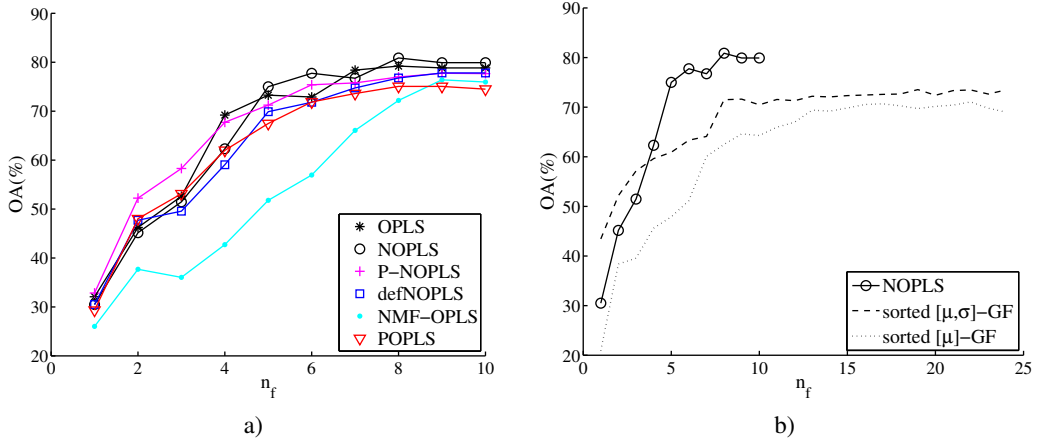 90
80
70
60
50
40
30
20
OA(%)
2
4
6
8
10
n_f
OPLS
NOPLS
P−NOPLS
defNOPLS
NMF−OPLS
POPLS
a)
90
80
70
60
50
40
30
20
OA(%)
0
5
10
15
20
25
n_f
NOPLS
sorted [μ,σ]−GF
sorted [μ]−GF
b)